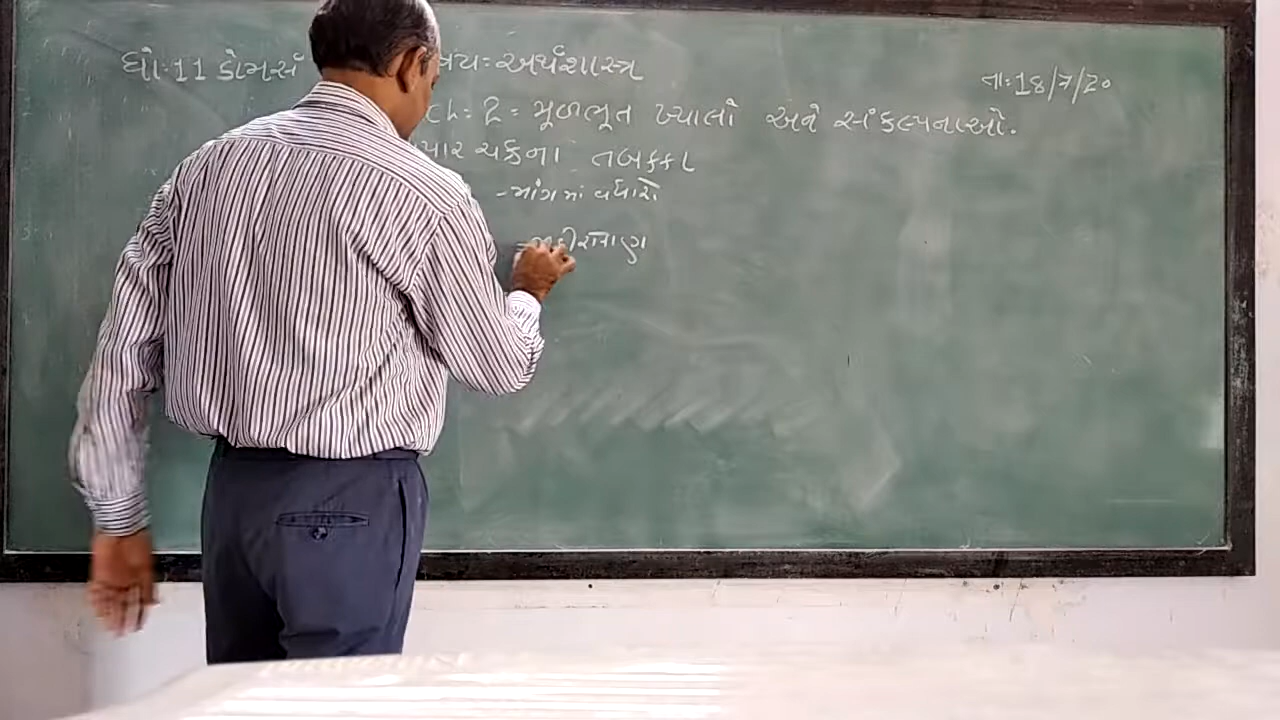 ધો:11 કોમર્સ અર્થશાસ્ત્ર તા:18/7/20
ch: 2 = મૂળભૂત ખ્યાલો અને સંકલ્પનાઓ.
ચક્રના તબક્કા
- માંગમાં વધારો